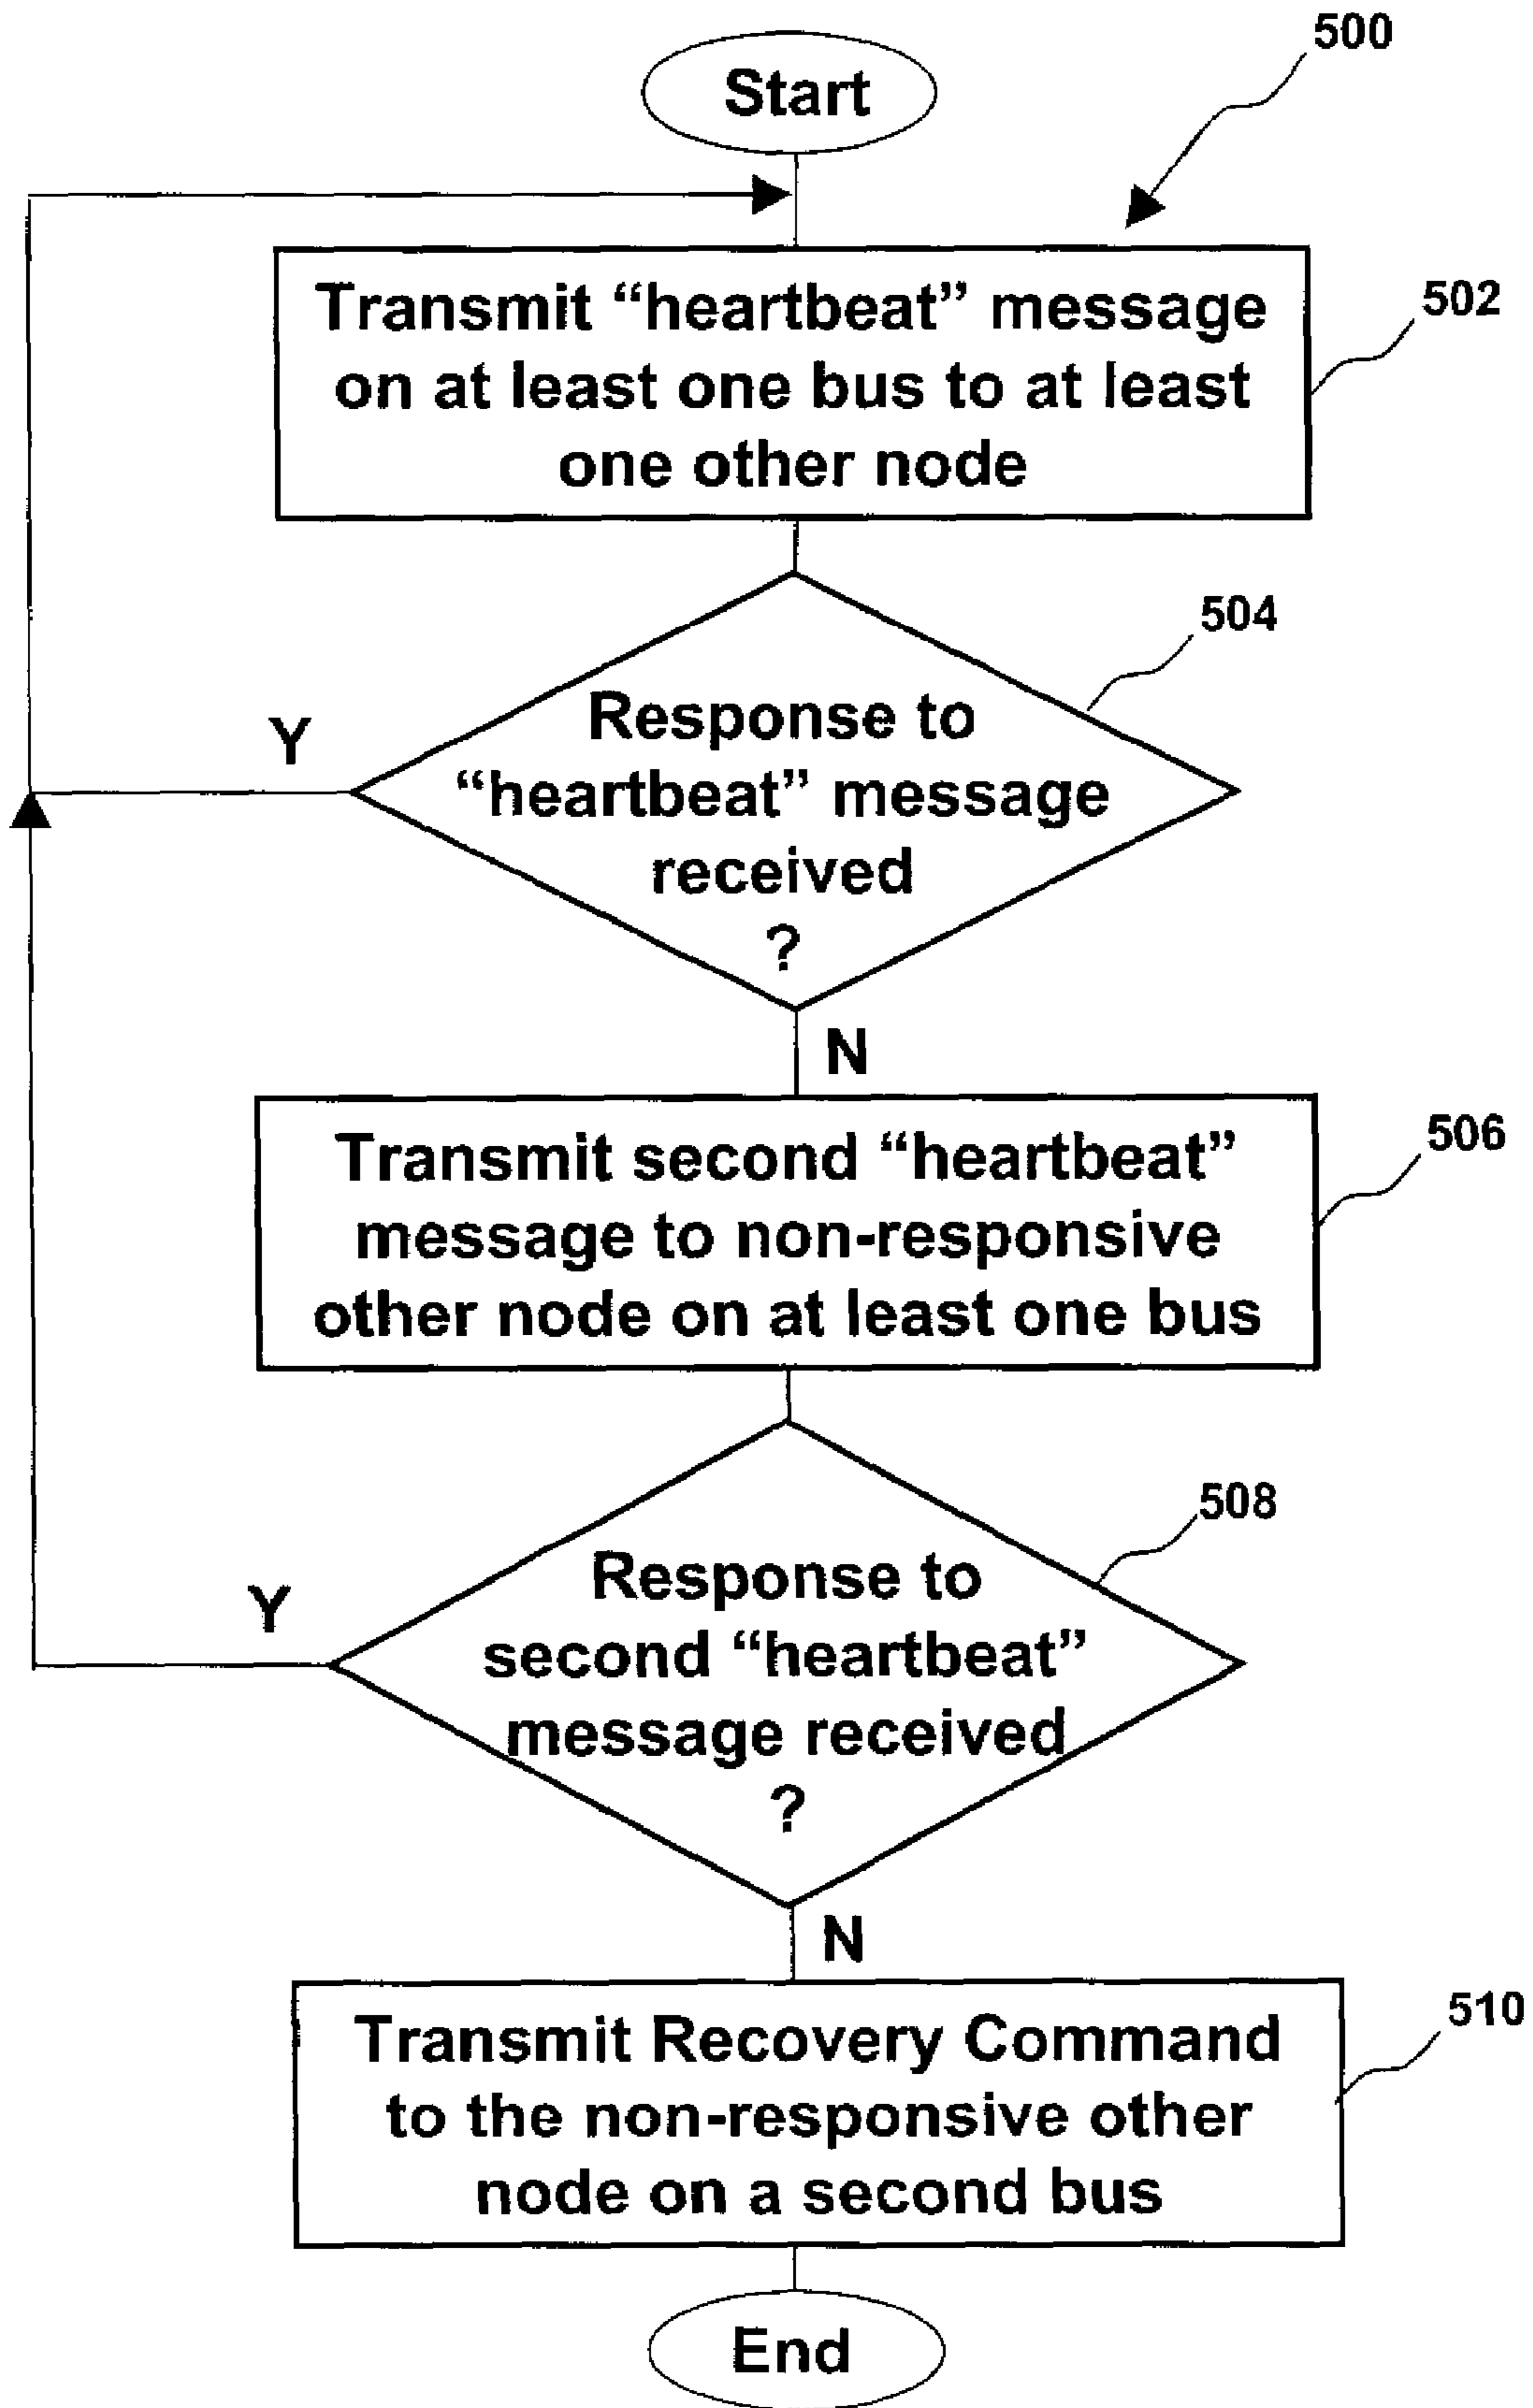 500
Start
Transmit “heartbeat” message
on at least one bus to at least
one other node
502
504
Response to
“heartbeat” message
received
?
Y
N
Transmit second “heartbeat”
message to non-responsive
other node on at least one bus
506
508
Response to
second “heartbeat”
message received
?
Y
N
Transmit Recovery Command
to the non-responsive other
node on a second bus
510
End